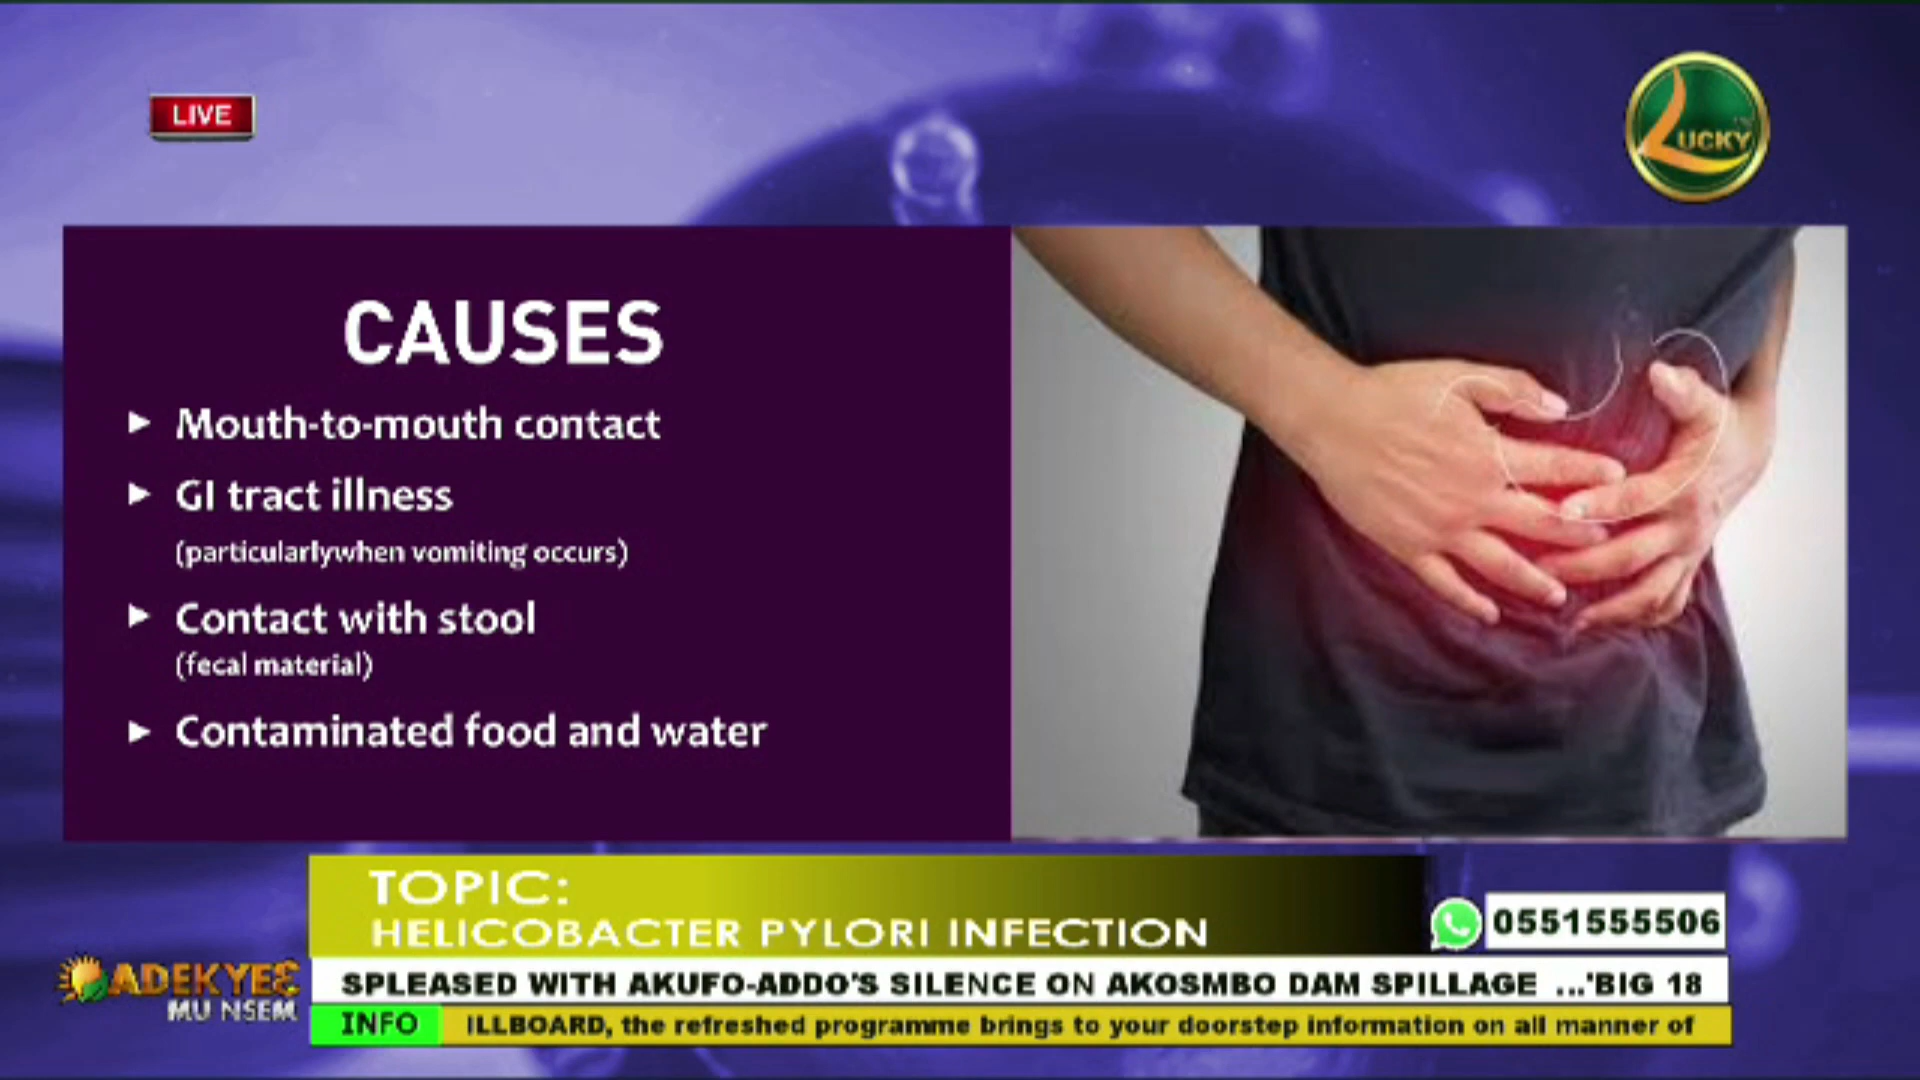 LIVE
LUCKY
CAUSES
► Mouth-to-mouth contact
► GI tract illness
(particularlywhen vomiting occurs)
► Contact with stool
(fecal material)
► Contaminated food and water
TOPIC:
HELICOBACTER PYLORI INFECTION
0551555506
ADEKYEƐ
MU NSEM
SPLEASED WITH AKUFO-ADDO'S SILENCE ON AKOSMBO DAM SPILLAGE ...'BIG 18
INFO
ILLBOARD, the refreshed programme brings to your doorstep information on all manner of